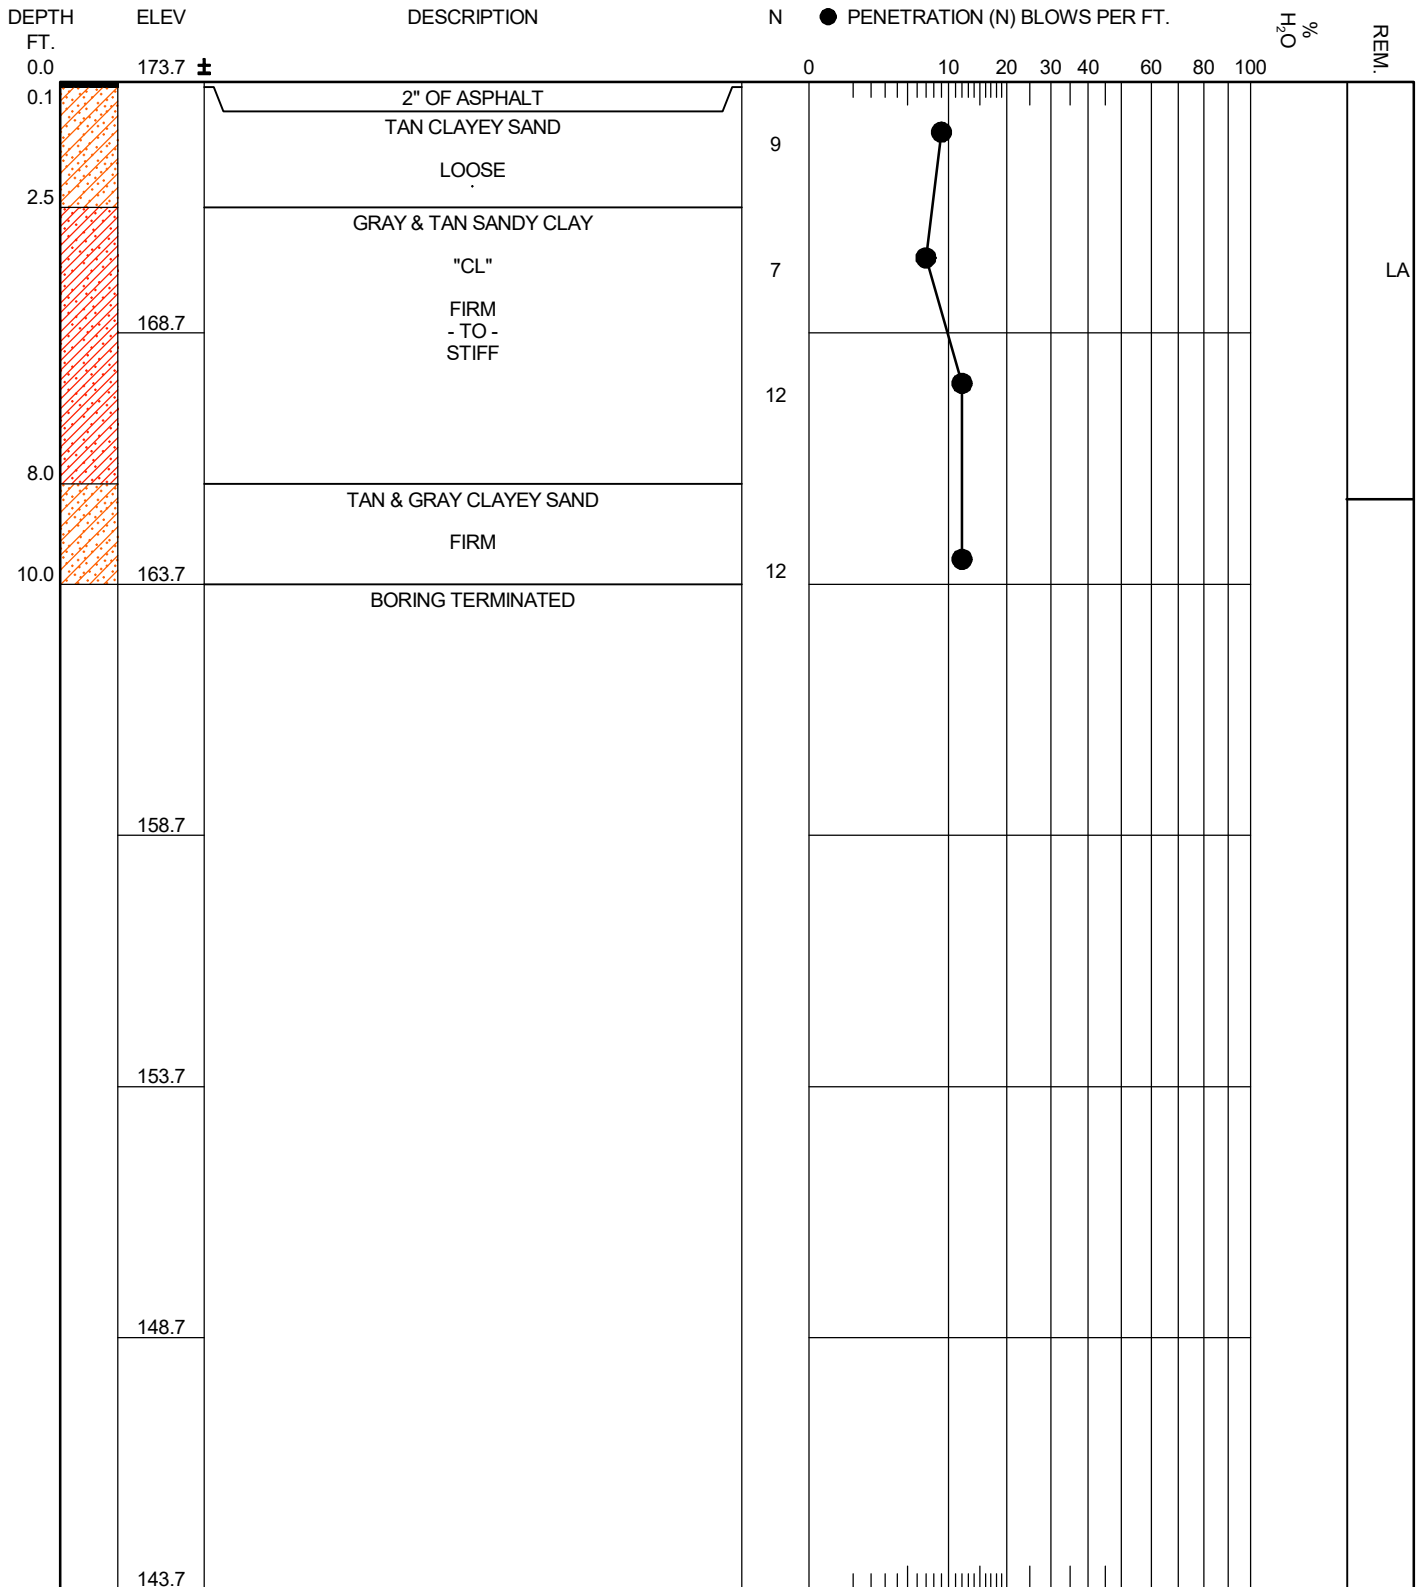 DEPTH ELEV DESCRIPTION N ● PENETRATION (N) BLOWS PER FT. % H₂O REM.
FT.
0.0 173.7 ± 0 10 20 30 40 60 80 100
0.1 2" OF ASPHALT
TAN CLAYEY SAND
9
LOOSE
.
2.5
GRAY & TAN SANDY CLAY
"CL" 7 LA
FIRM
168.7 - TO -
STIFF
12
8.0
TAN & GRAY CLAYEY SAND
FIRM
10.0 163.7 12
BORING TERMINATED
158.7
153.7
148.7
143.7